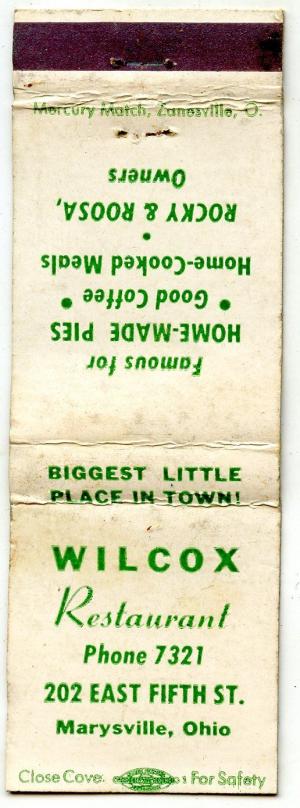 Mercury Match, Zanesville, O.
Famous for
HOME-MADE PIES
• Good Coffee •
Home-Cooked Meals
•
ROCKY & ROOSA,
Owners
BIGGEST LITTLE
PLACE IN TOWN!
WILCOX
Restaurant
Phone 7321
202 EAST FIFTH ST.
Marysville, Ohio
Close Cove For Safety